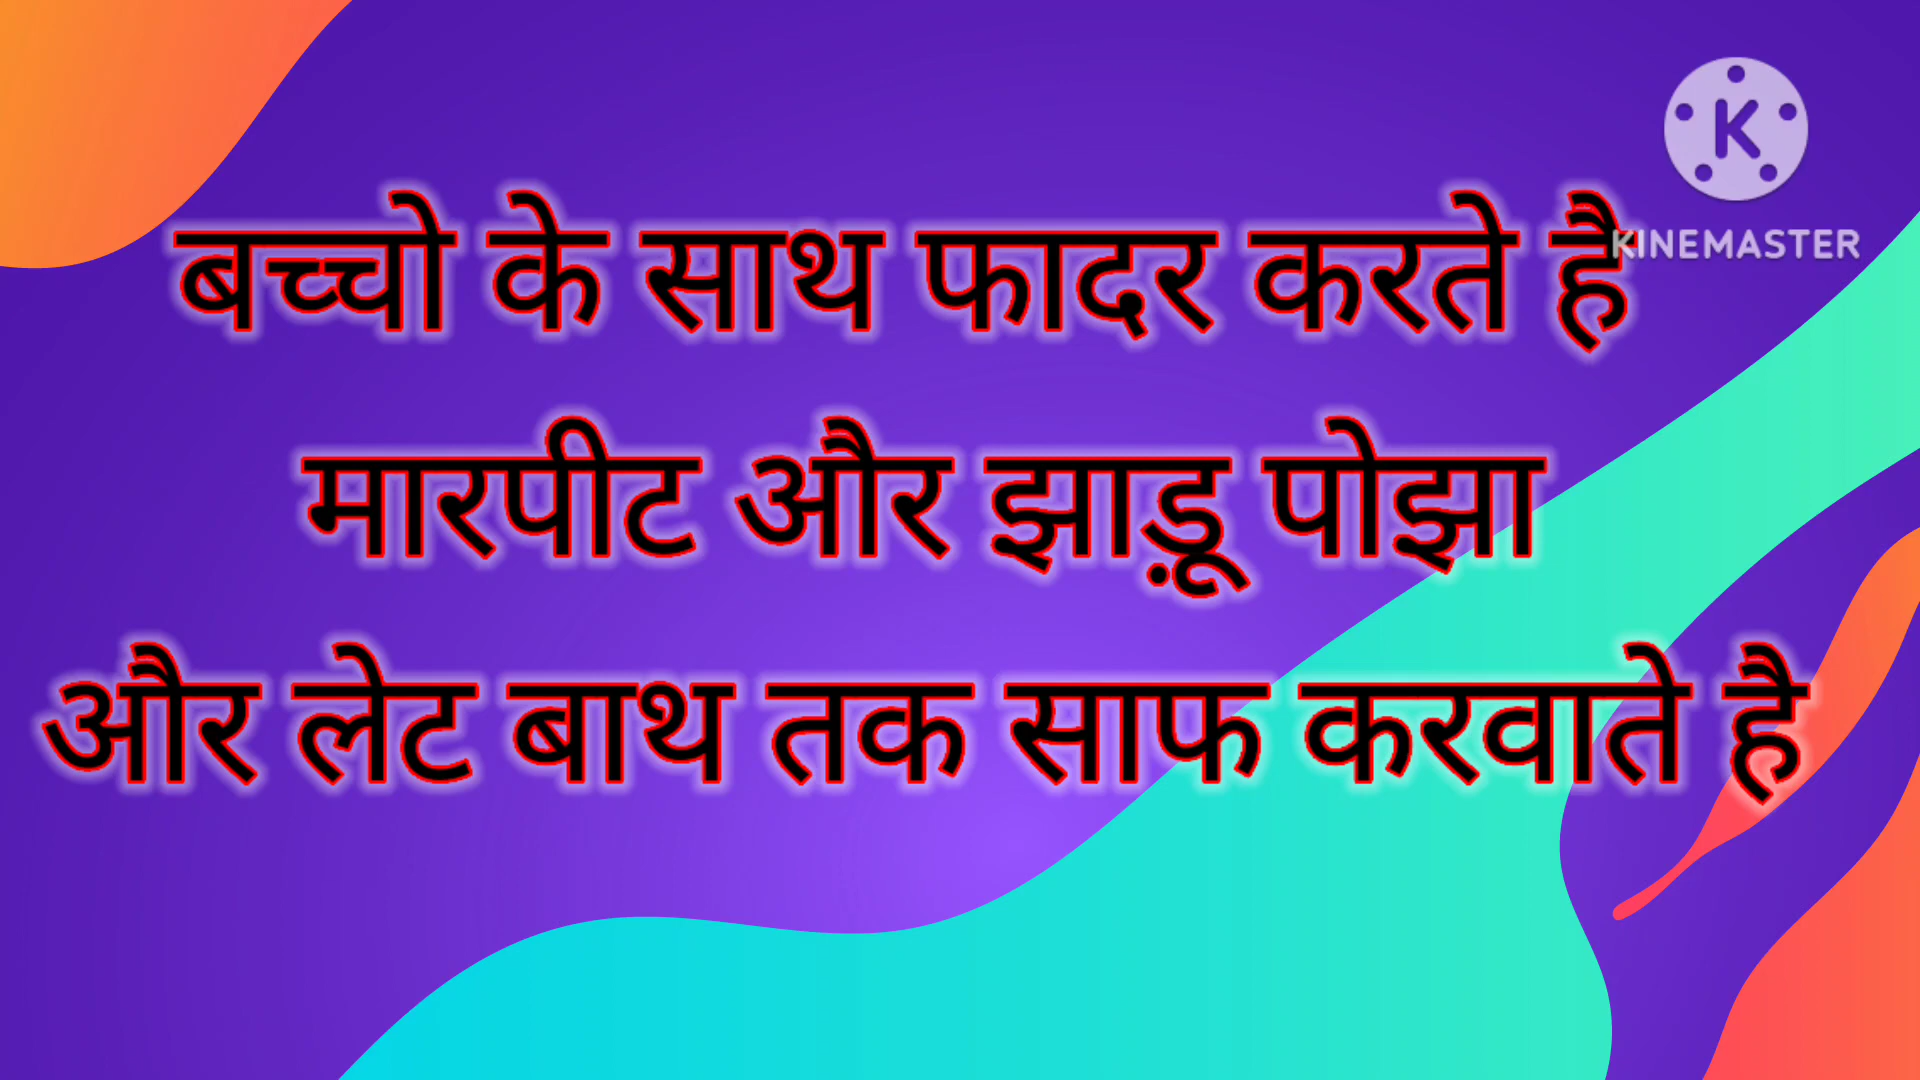 बच्चो के साथ फादर करते है
मारपीट और झाड़ू पोझा
और लेट बाथ तक साफ करवाते है
K
KINEMASTER